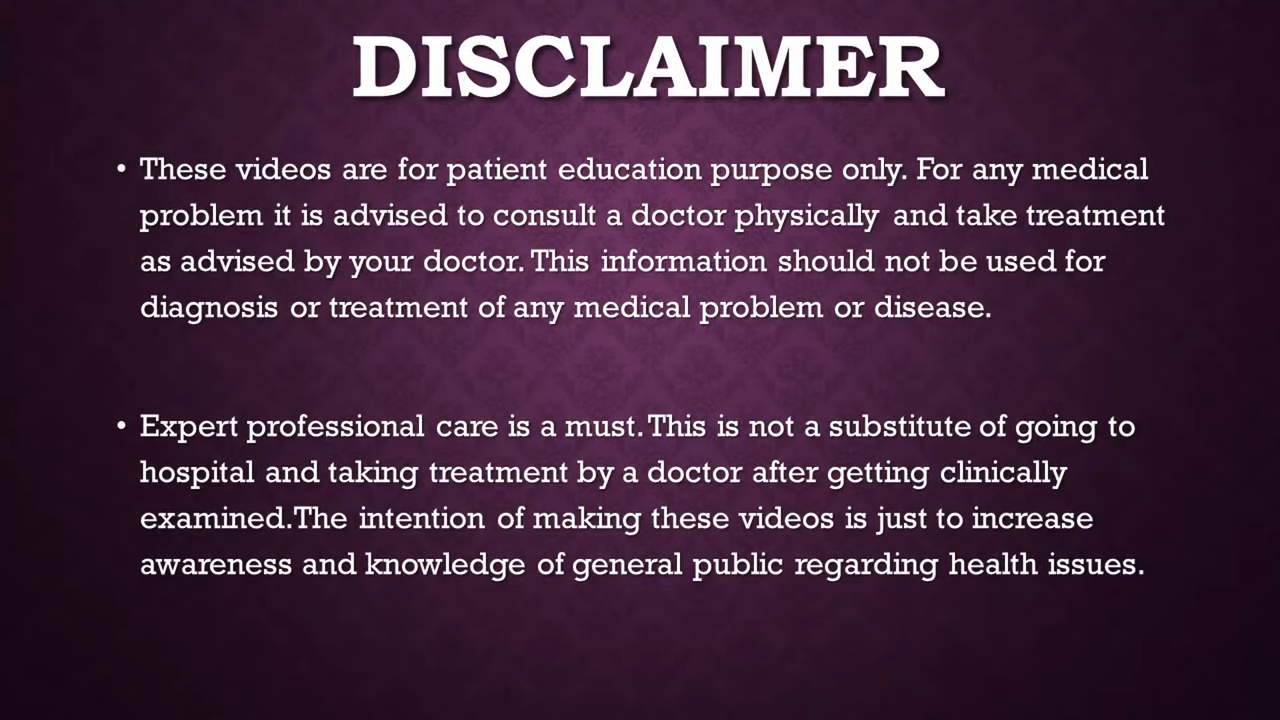 DISCLAIMER
• These videos are for patient education purpose only. For any medical
problem it is advised to consult a doctor physically and take treatment
as advised by your doctor. This information should not be used for
diagnosis or treatment of any medical problem or disease.
• Expert professional care is a must. This is not a substitute of going to
hospital and taking treatment by a doctor after getting clinically
examined.The intention of making these videos is just to increase
awareness and knowledge of general public regarding health issues.